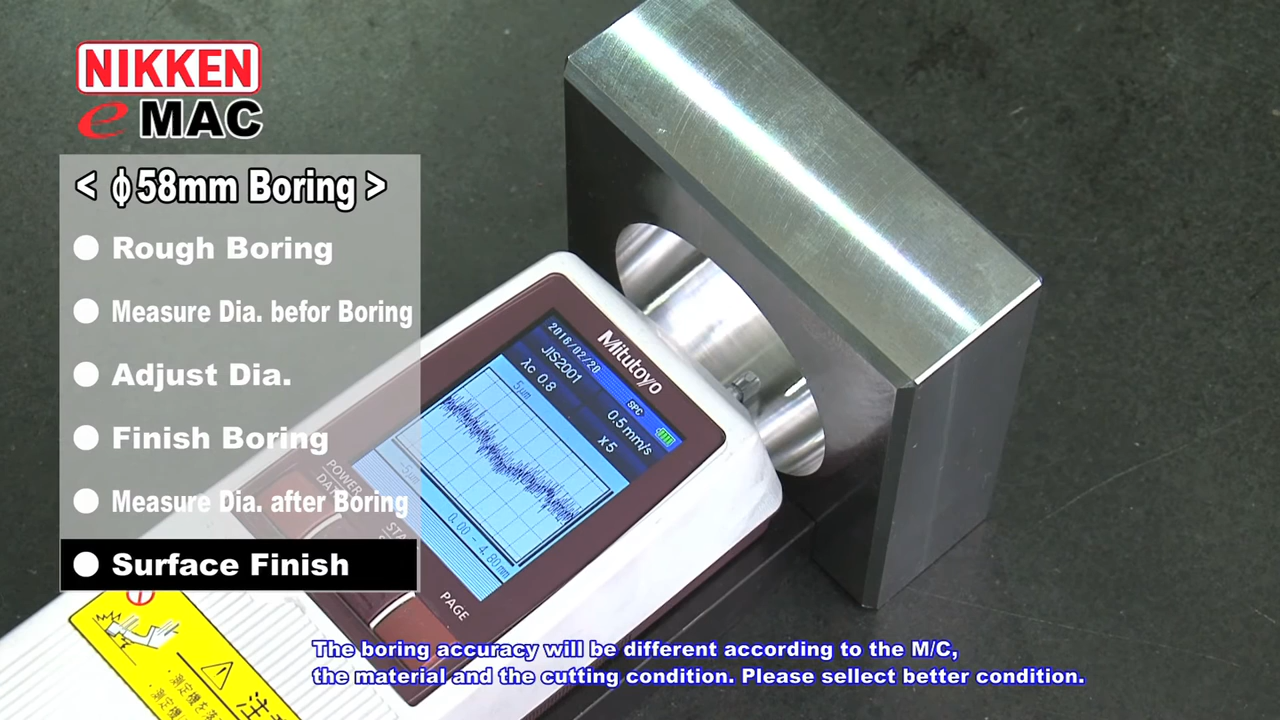 NIKKEN
e MAC
< ϕ58mm Boring >
● Rough Boring
● Measure Dia. befor Boring
● Adjust Dia.
● Finish Boring
● Measure Dia. after Boring
● Surface Finish
Mitutoyo
2016/02/20 SPC
JIS2001 0.5mm/s
λc 0.8 x5
5μm
-5μm
0.00 - 4.80mm
POWER
PAGE
注
The boring accuracy will be different according to the M/C,
the material and the cutting condition. Please sellect better condition.